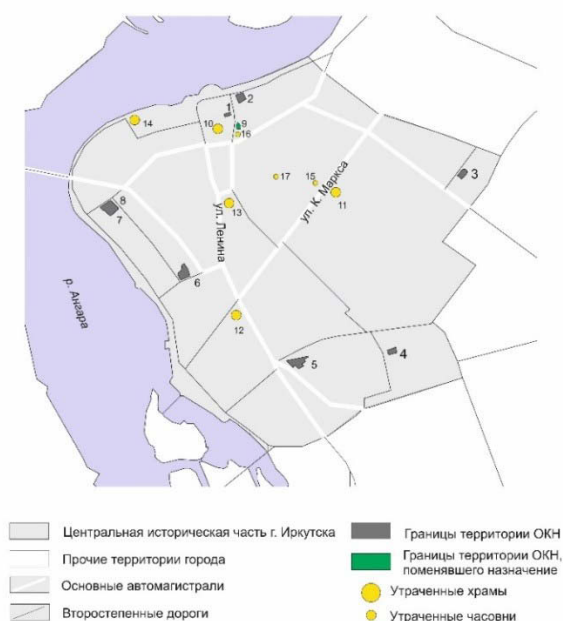 2
1
14
10
9
16
17
15
3
8
13
11
7
ул. К. Маркса
ул. Ленина
6
р. Ангара
12
5
4
Центральная историческая часть г. Иркутска
Прочие территории города
Основные автомагистрали
Второстепенные дороги
Границы территории ОКН
Границы территории ОКН,
поменявшего назначение
Утраченные храмы
Утраченные часовни